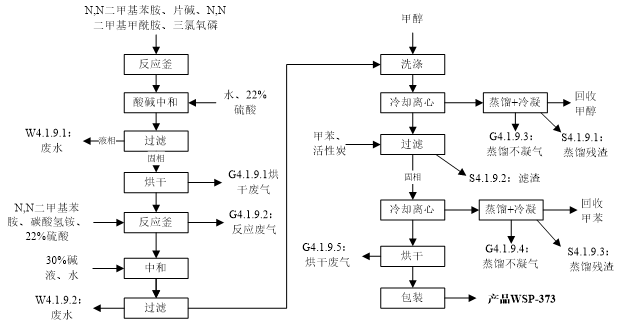 N,N二甲基苯胺、片碱、N,N
二甲基甲酰胺、三氯氧磷
反应釜
酸碱中和
水、22%
硫酸
W4.1.9.1：
废水
液相
过滤
固相
烘干
G4.1.9.1烘
干废气
N,N二甲基苯
胺、碳酸氢铵、
22%硫酸
反应釜
G4.1.9.2：
反应废气
30%碱
液、水
中和
W4.1.9.2：
废水
过滤
甲醇
洗涤
冷却离心
蒸馏+冷凝
回收
甲醇
G4.1.9.3：
蒸馏不凝气
S4.1.9.1：
蒸馏残渣
甲苯、
活性炭
过滤
固相
S4.1.9.2：滤渣
冷却离心
蒸馏+冷凝
回收
甲苯
G4.1.9.4：
蒸馏不凝气
S4.1.9.3：
蒸馏残渣
G4.1.9.5：
烘干废气
烘干
包装
产品WSP-373